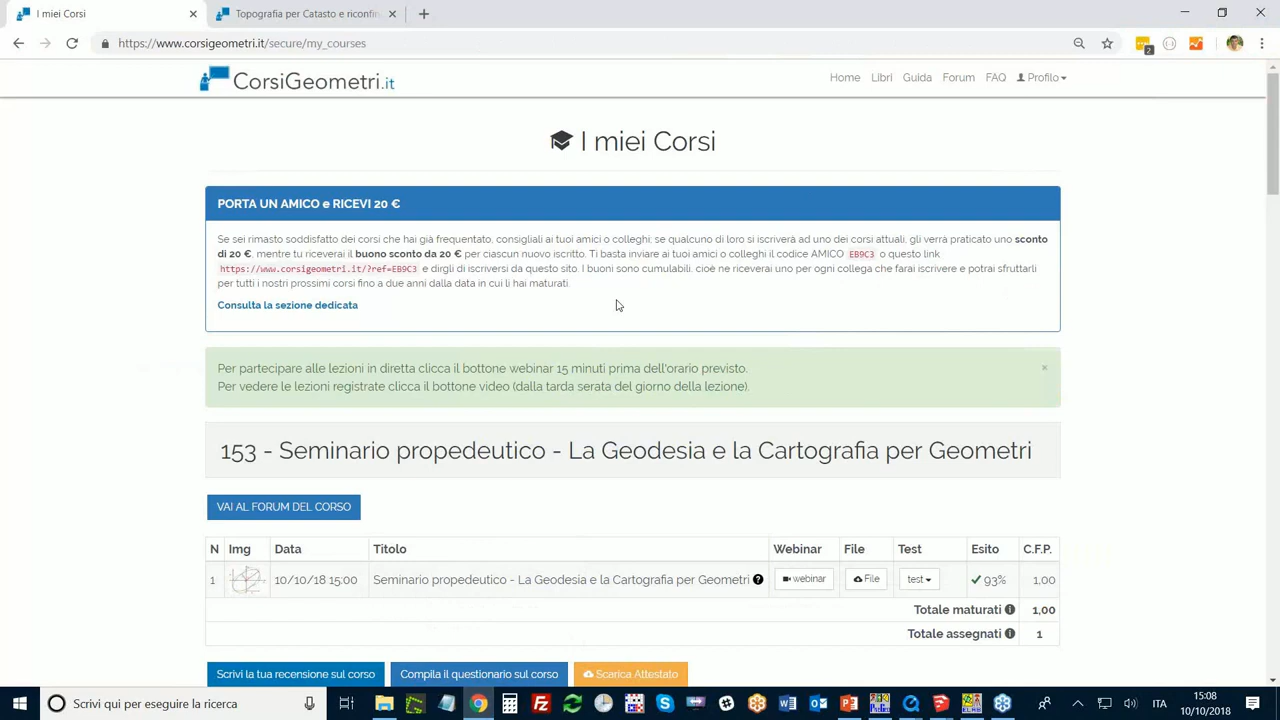 I miei Corsi
Topografia per Catasto e riconfin
https://www.corsigeometri.it/secure/my_courses
2
CorsiGeometri.it
Home Libri Guida Forum FAQ Profilo
I miei Corsi
PORTA UN AMICO e RICEVI 20 €
Se sei rimasto soddisfatto dei corsi che hai già frequentato, consigliali ai tuoi amici o colleghi; se qualcuno di loro si iscriverà ad uno dei corsi attuali, gli verrà praticato uno sconto
di 20 €, mentre tu riceverai il buono sconto da 20 € per ciascun nuovo iscritto. Ti basta inviare ai tuoi amici o colleghi il codice AMICO EB9C3 o questo link
https://www.corsigeometri.it/?ref=EB9C3 e dirgli di iscriversi da questo sito. I buoni sono cumulabili, cioè ne riceverai uno per ogni collega che farai iscrivere e potrai sfruttarli
per tutti i nostri prossimi corsi fino a due anni dalla data in cui li hai maturati.
Consulta la sezione dedicata
Per partecipare alle lezioni in diretta clicca il bottone webinar 15 minuti prima dell'orario previsto.
Per vedere le lezioni registrate clicca il bottone video (dalla tarda serata del giorno della lezione).
153 - Seminario propedeutico - La Geodesia e la Cartografia per Geometri
VAI AL FORUM DEL CORSO
N Img Data Titolo Webinar File Test Esito C.F.P.
1 10/10/18 15:00 Seminario propedeutico - La Geodesia e la Cartografia per Geometri webinar File test 93% 1,00
Totale maturati 1,00
Totale assegnati 1
Scrivi la tua recensione sul corso Compila il questionario sul corso Scarica Attestato
Scrivi qui per eseguire la ricerca
ITA
15:08
10/10/2018